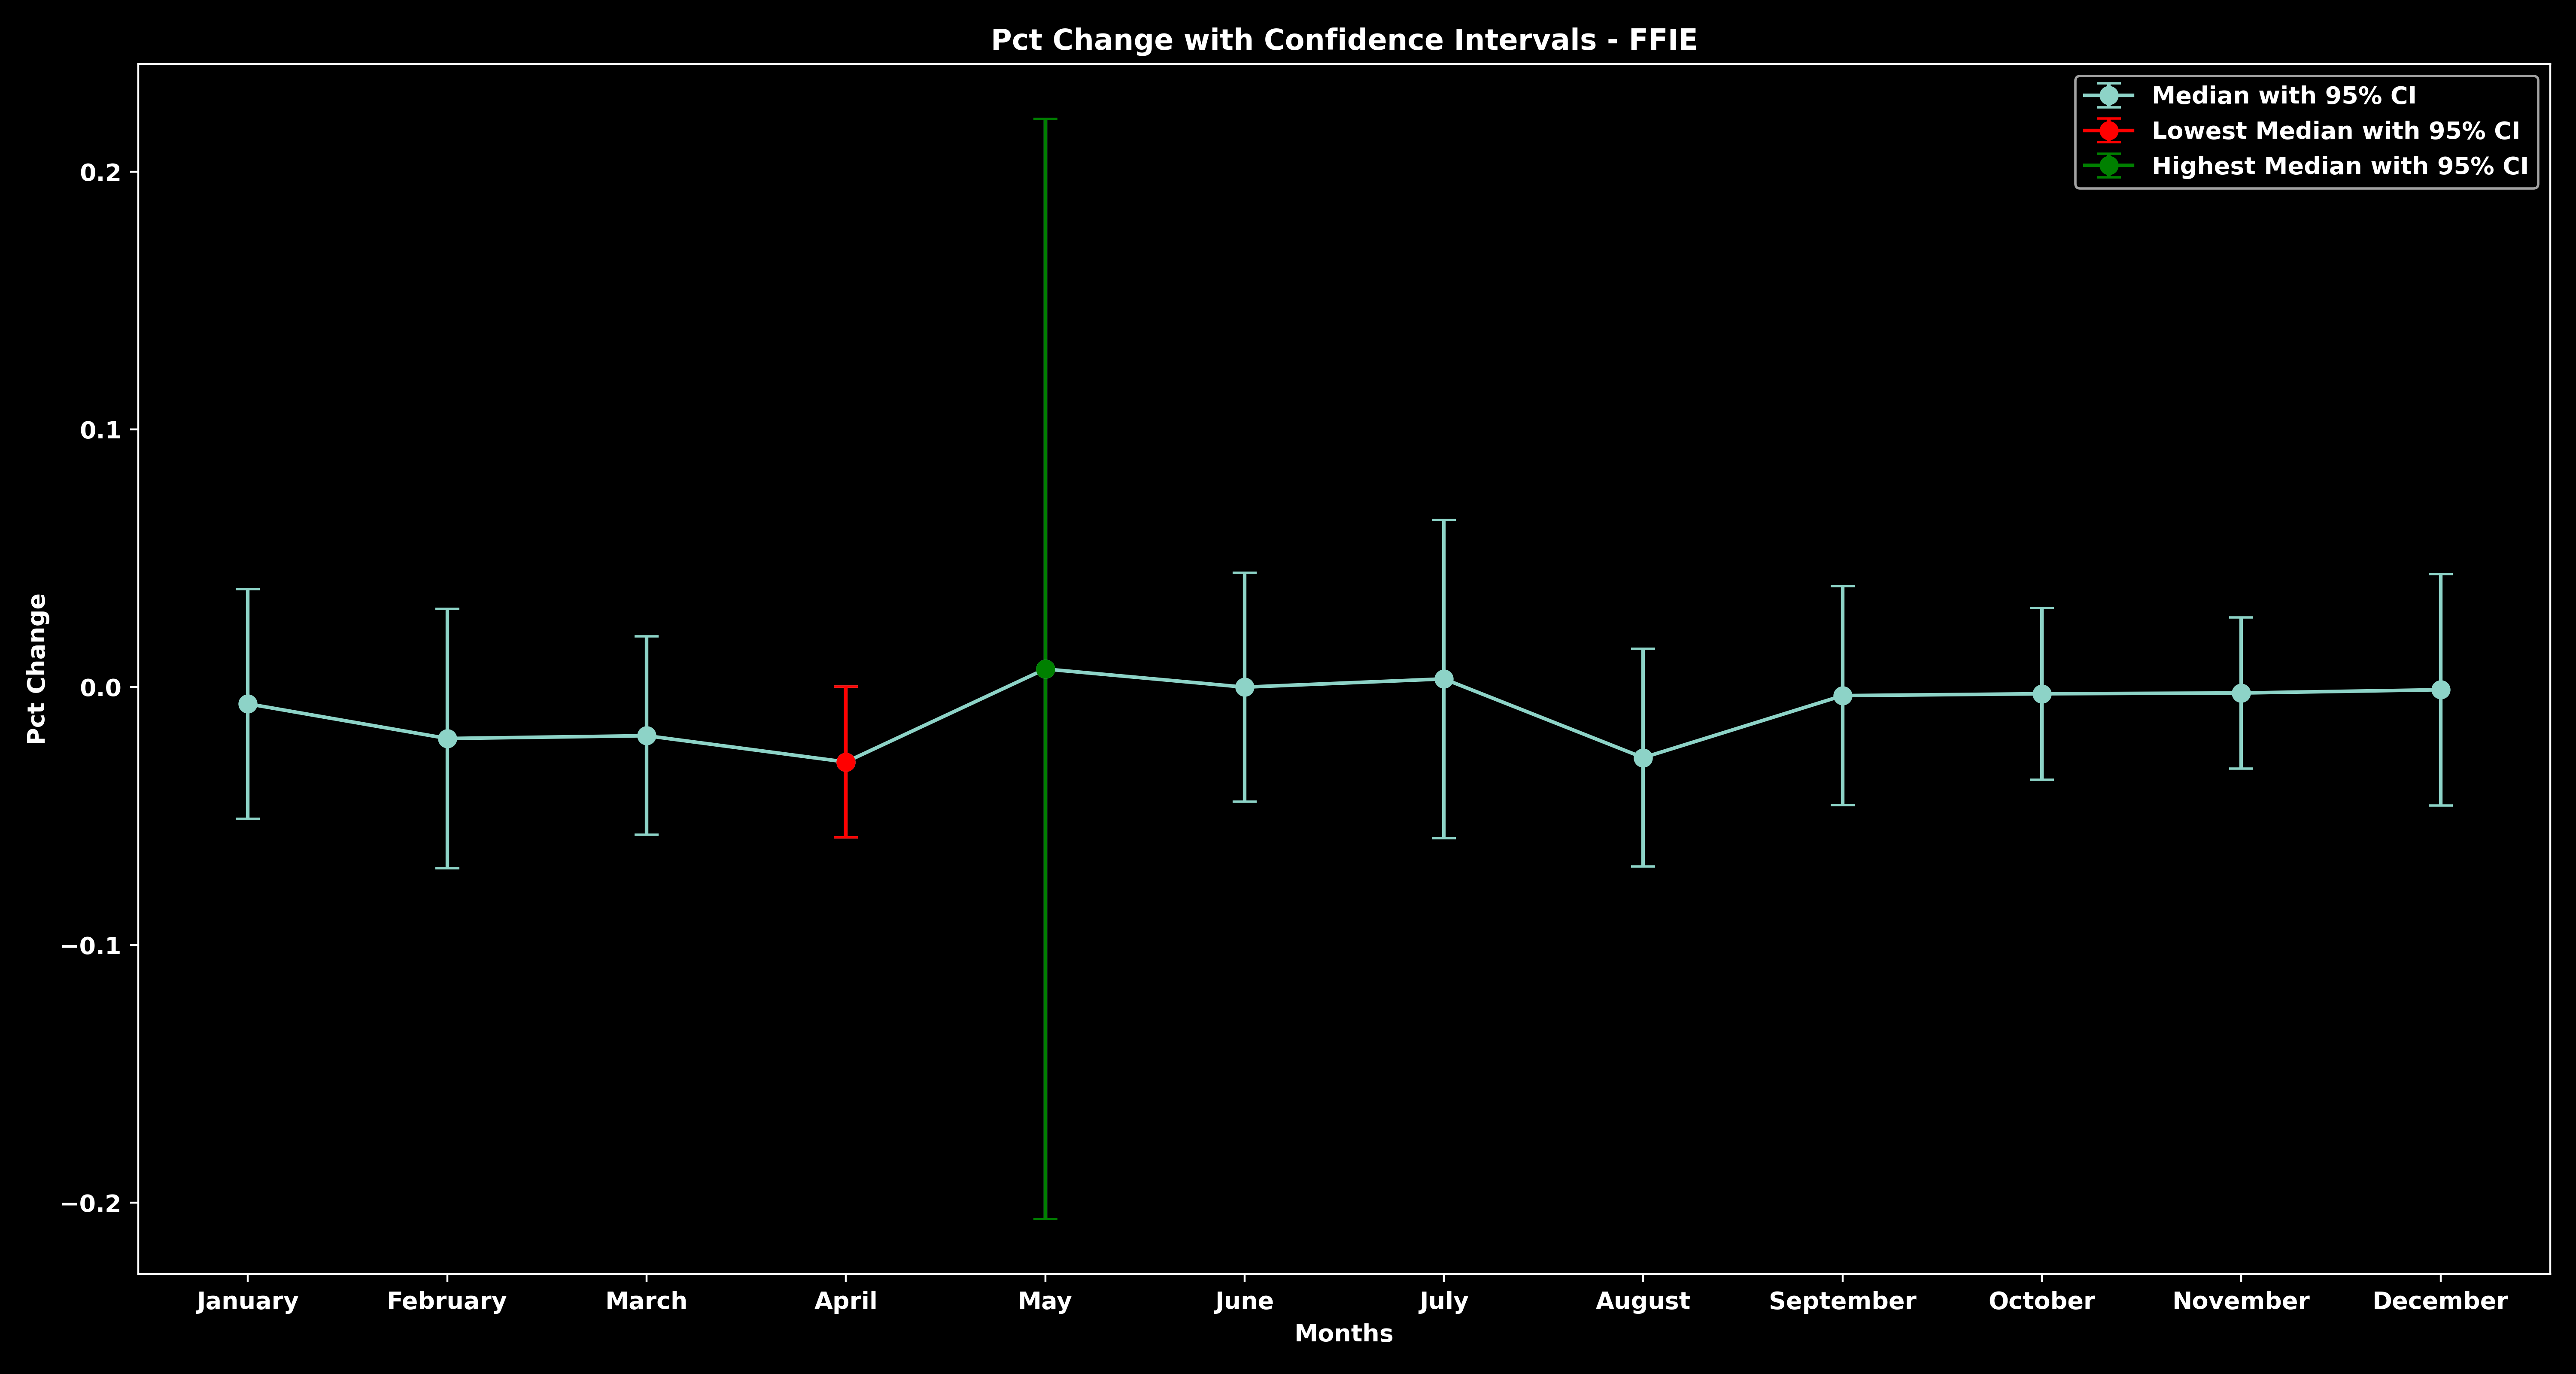 Pct Change with Confidence Intervals - FFIE
Median with 95% CI
Lowest Median with 95% CI
Highest Median with 95% CI
0.2
0.1
0.0
−0.1
−0.2
Pct Change
January February March April May June July August September October November December
Months